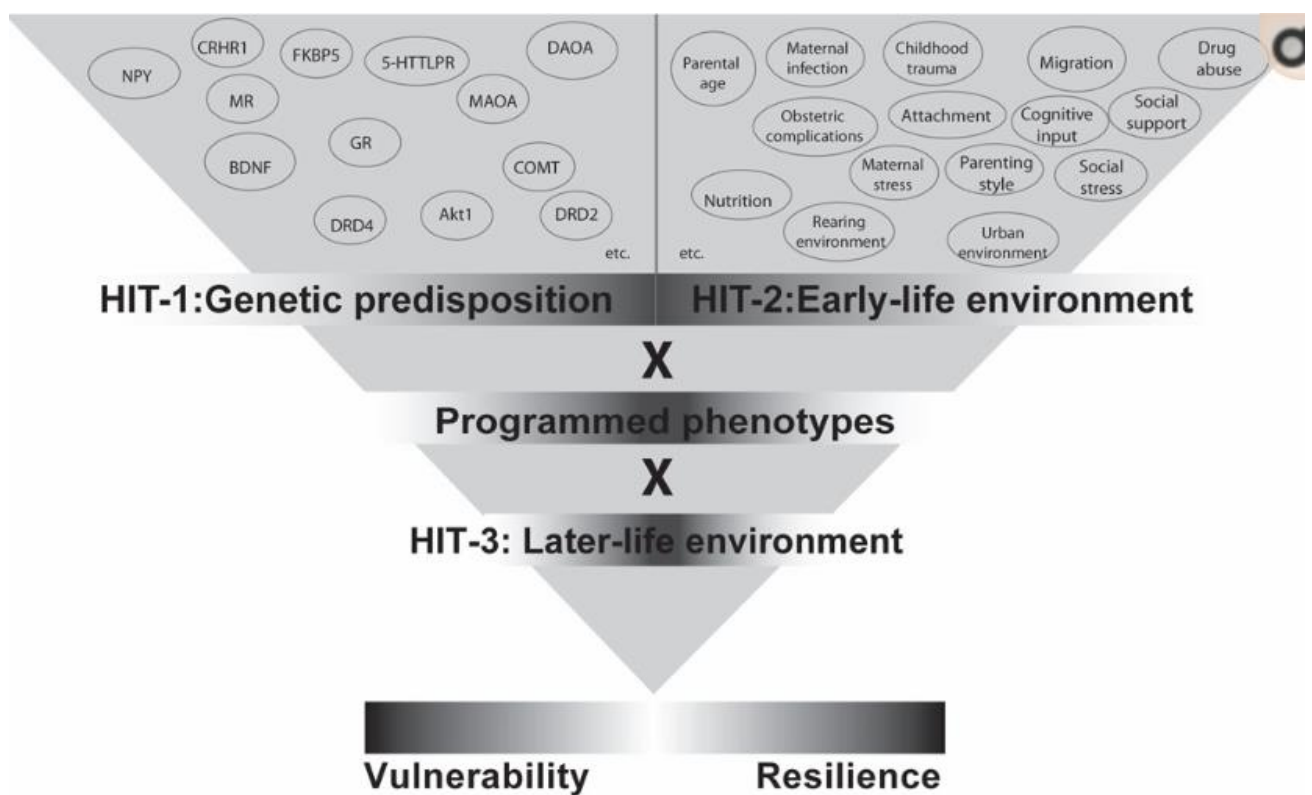 CRHR1
FKBP5
5-HTTLPR
DAOA
NPY
MR
MAOA
GR
BDNF
COMT
DRD4
Akt1
DRD2
etc.
Parental
age
Maternal
infection
Childhood
trauma
Migration
Drug
abuse
Obstetric
complications
Attachment
Cognitive
input
Social
support
Maternal
stress
Parenting
style
Social
stress
Nutrition
Rearing
environment
Urban
environment
etc.
HIT-1:Genetic predisposition
HIT-2:Early-life environment
X
Programmed phenotypes
X
HIT-3: Later-life environment
Vulnerability
Resilience